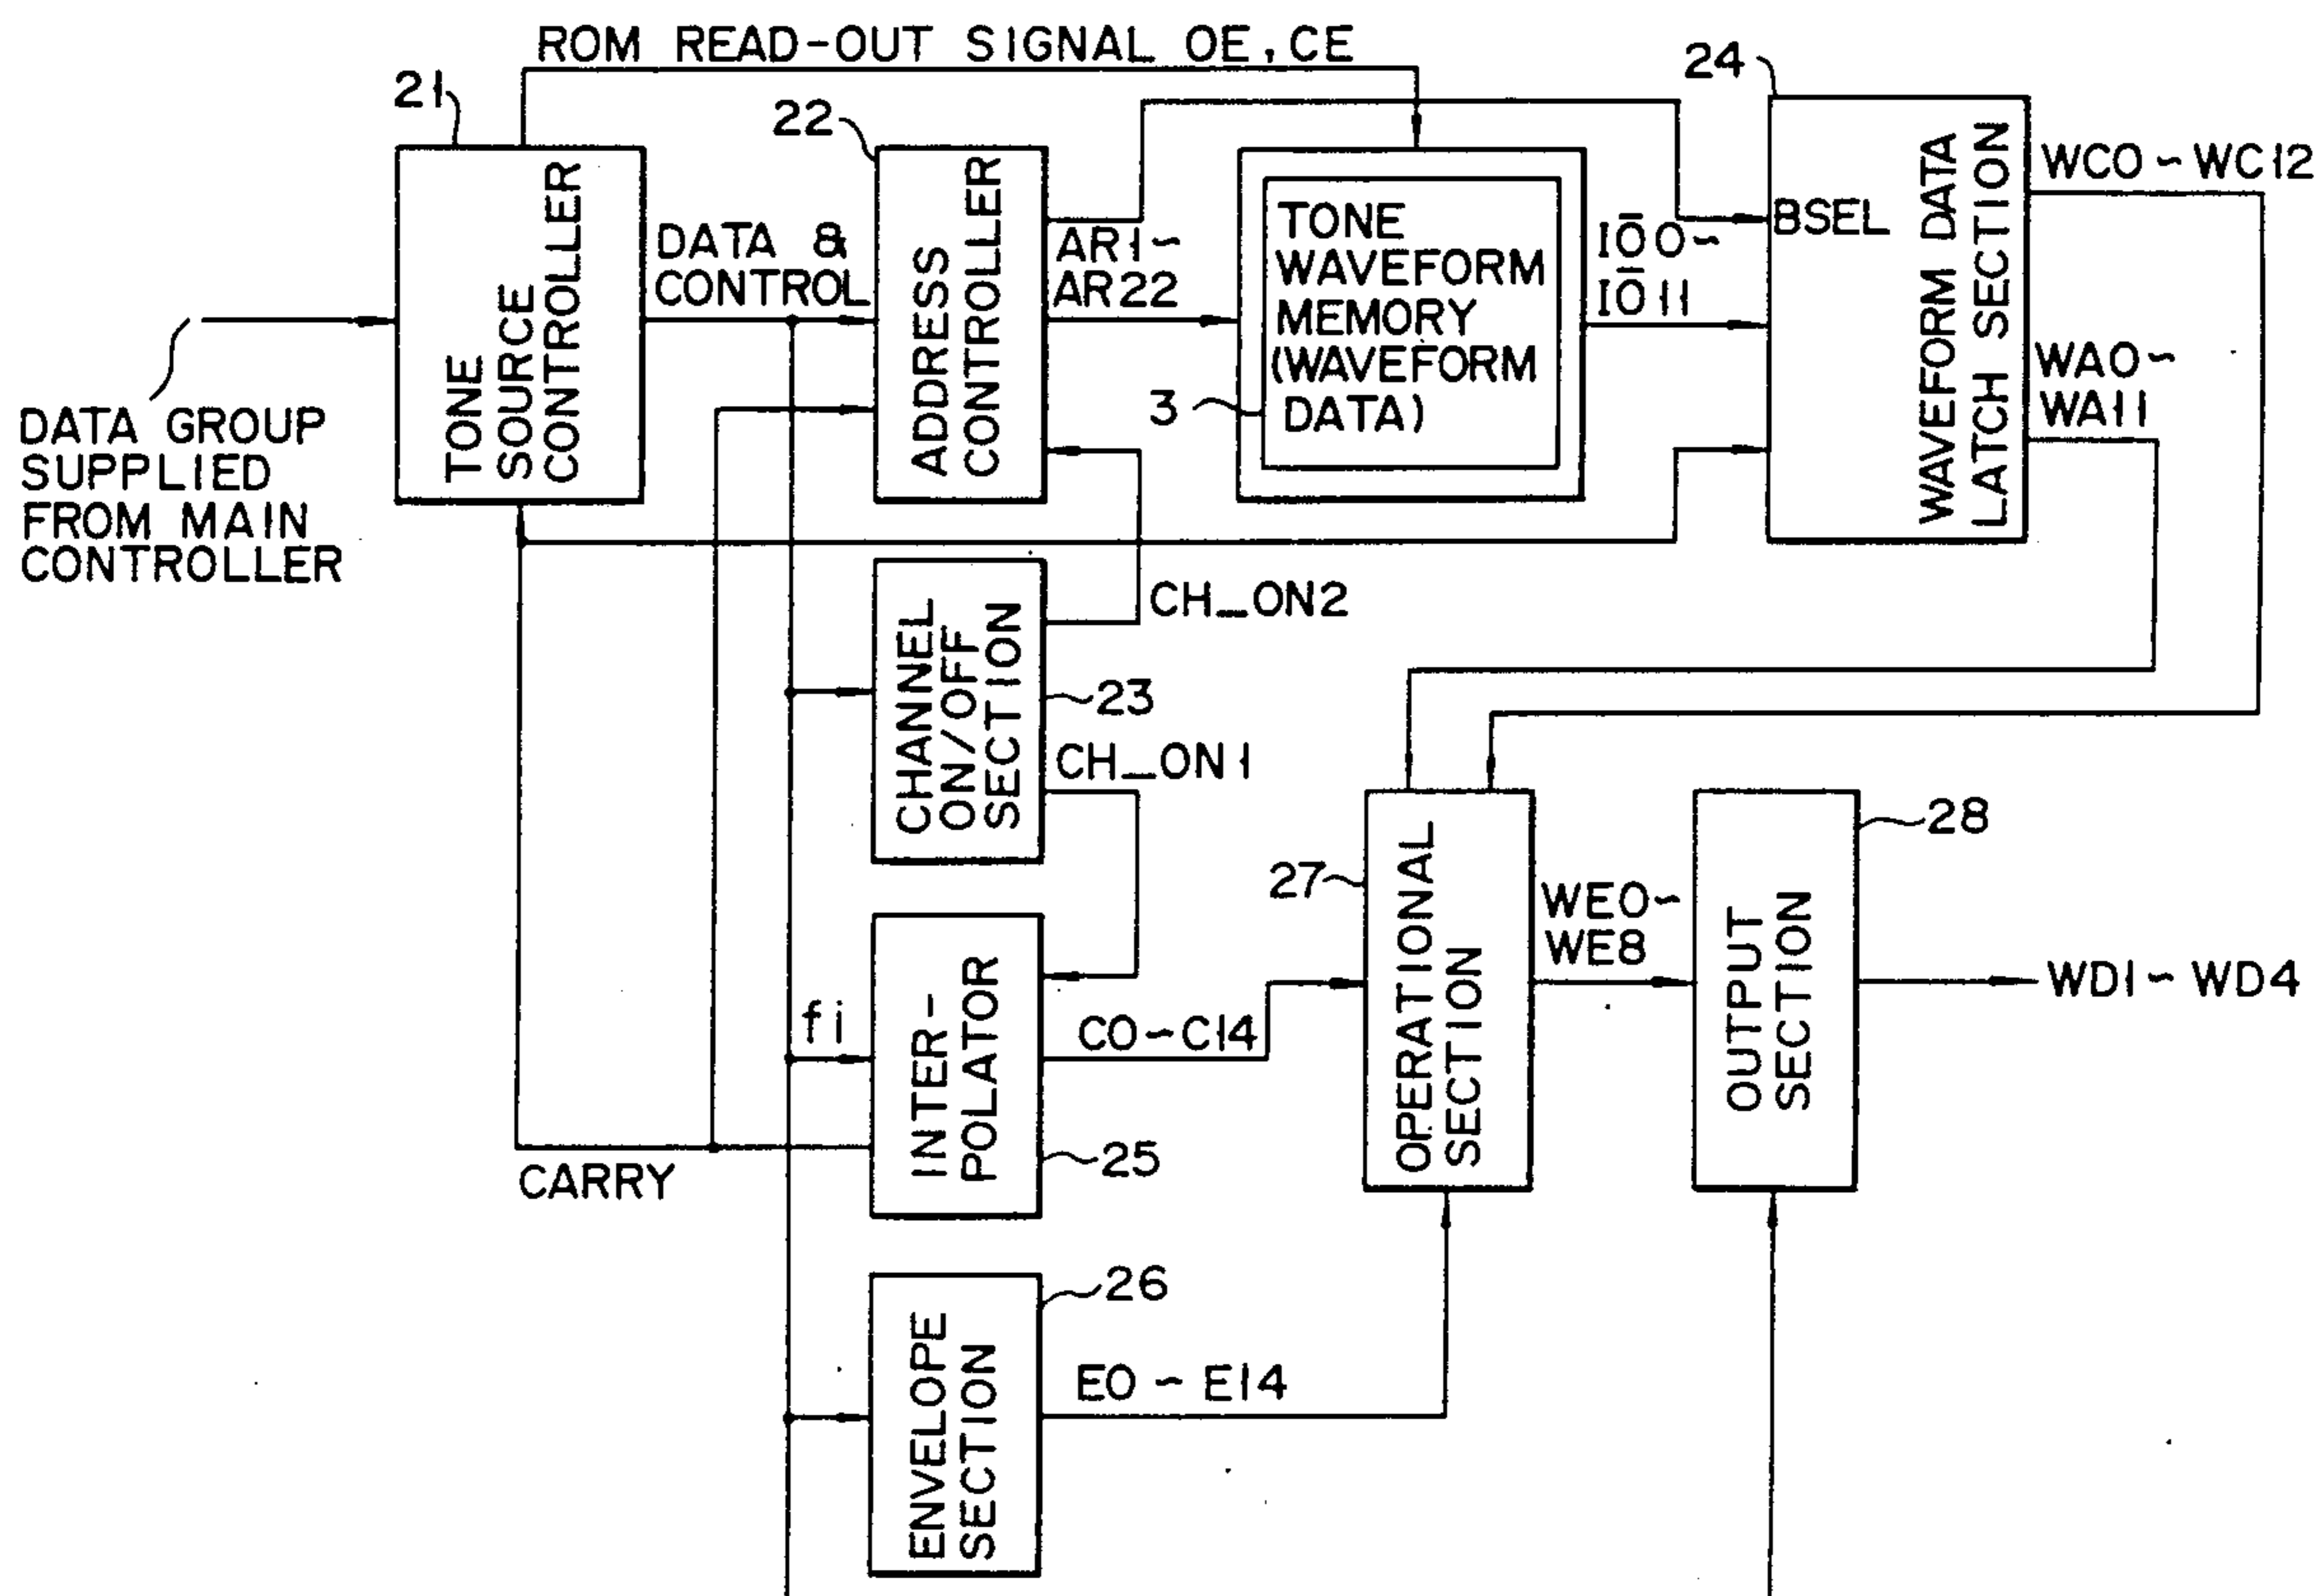 ROM READ-OUT SIGNAL OE, CE
21
22
24
TONE
SOURCE
CONTROLLER
DATA &
CONTROL
ADDRESS
CONTROLLER
AR1~
AR22
TONE
WAVEFORM
MEMORY
(WAVEFORM
DATA)
3
IŌ0~
IŌ11
BSEL
WAVEFORM DATA
LATCH SECTION
WC0~WC12
WA0~
WA11
DATA GROUP
SUPPLIED
FROM MAIN
CONTROLLER
CH_ON2
CHANNEL
ON/OFF
SECTION
23
CH_ON1
fi
INTER-
POLATOR
25
C0~C14
CARRY
27
OPERATIONAL
SECTION
WE0~
WE8
28
OUTPUT
SECTION
WD1~WD4
26
ENVELOPE
SECTION
E0~E14